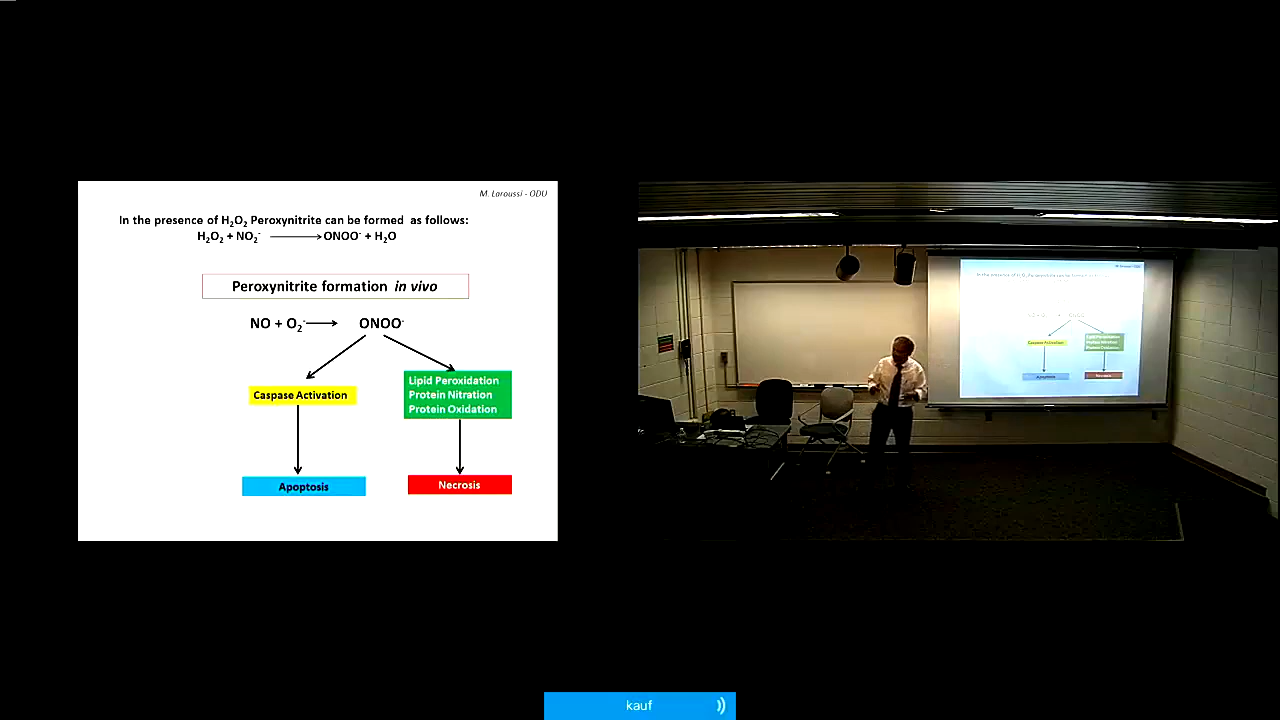 M. Laroussi - ODU
In the presence of H₂O₂ Peroxynitrite can be formed as follows:
H₂O₂ + NO₂⁻ ⟶ ONOO⁻ + H₂O
Peroxynitrite formation in vivo
NO + O₂⁻ ⟶ ONOO⁻
Caspase Activation
Lipid Peroxidation
Protein Nitration
Protein Oxidation
Apoptosis
Necrosis
kauf